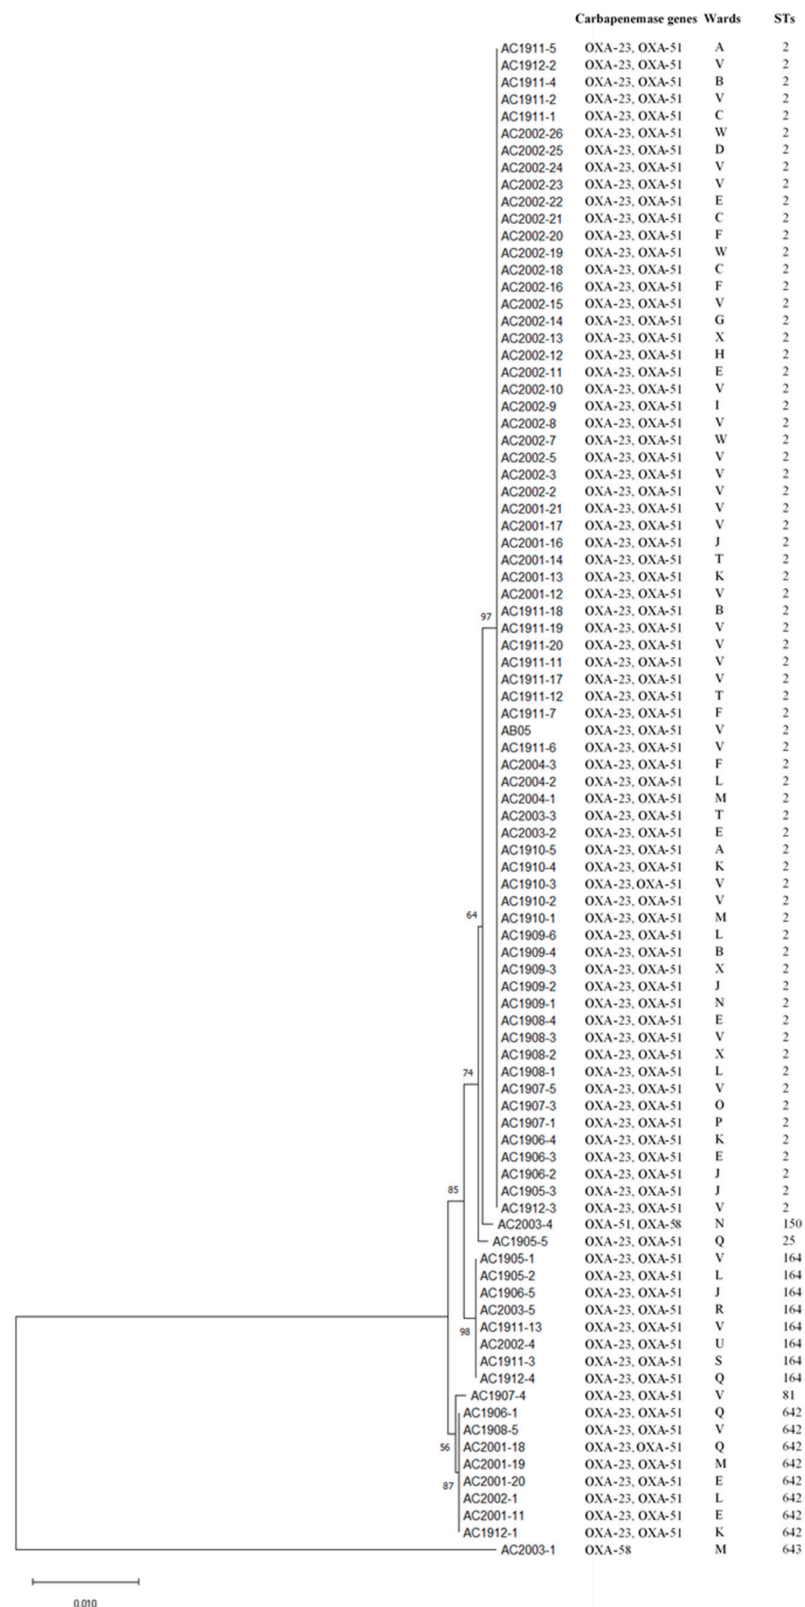 Carbapenemase genes Wards STs
AC1911-5 OXA-23, OXA-51 A 2
AC1912-2 OXA-23, OXA-51 V 2
AC1911-4 OXA-23, OXA-51 B 2
AC1911-2 OXA-23, OXA-51 V 2
AC1911-1 OXA-23, OXA-51 C 2
AC2002-26 OXA-23, OXA-51 W 2
AC2002-25 OXA-23, OXA-51 D 2
AC2002-24 OXA-23, OXA-51 V 2
AC2002-23 OXA-23, OXA-51 V 2
AC2002-22 OXA-23, OXA-51 E 2
AC2002-21 OXA-23, OXA-51 C 2
AC2002-20 OXA-23, OXA-51 F 2
AC2002-19 OXA-23, OXA-51 W 2
AC2002-18 OXA-23, OXA-51 C 2
AC2002-16 OXA-23, OXA-51 F 2
AC2002-15 OXA-23, OXA-51 V 2
AC2002-14 OXA-23, OXA-51 G 2
AC2002-13 OXA-23, OXA-51 X 2
AC2002-12 OXA-23, OXA-51 H 2
AC2002-11 OXA-23, OXA-51 E 2
AC2002-10 OXA-23, OXA-51 V 2
AC2002-9 OXA-23, OXA-51 I 2
AC2002-8 OXA-23, OXA-51 V 2
AC2002-7 OXA-23, OXA-51 W 2
AC2002-5 OXA-23, OXA-51 V 2
AC2002-3 OXA-23, OXA-51 V 2
AC2002-2 OXA-23, OXA-51 V 2
AC2001-21 OXA-23, OXA-51 V 2
AC2001-17 OXA-23, OXA-51 V 2
AC2001-16 OXA-23, OXA-51 J 2
AC2001-14 OXA-23, OXA-51 T 2
AC2001-13 OXA-23, OXA-51 K 2
AC2001-12 OXA-23, OXA-51 V 2
AC1911-18 OXA-23, OXA-51 B 2
97
AC1911-19 OXA-23, OXA-51 V 2
AC1911-20 OXA-23, OXA-51 V 2
AC1911-11 OXA-23, OXA-51 V 2
AC1911-17 OXA-23, OXA-51 V 2
AC1911-12 OXA-23, OXA-51 T 2
AC1911-7 OXA-23, OXA-51 F 2
AB05 OXA-23, OXA-51 V 2
AC1911-6 OXA-23, OXA-51 V 2
AC2004-3 OXA-23, OXA-51 F 2
AC2004-2 OXA-23, OXA-51 L 2
AC2004-1 OXA-23, OXA-51 M 2
AC2003-3 OXA-23, OXA-51 T 2
AC2003-2 OXA-23, OXA-51 E 2
AC1910-5 OXA-23, OXA-51 A 2
AC1910-4 OXA-23, OXA-51 K 2
AC1910-3 OXA-23, OXA-51 V 2
AC1910-2 OXA-23, OXA-51 V 2
AC1910-1 OXA-23, OXA-51 M 2
64
AC1909-6 OXA-23, OXA-51 L 2
AC1909-4 OXA-23, OXA-51 B 2
AC1909-3 OXA-23, OXA-51 X 2
AC1909-2 OXA-23, OXA-51 J 2
AC1909-1 OXA-23, OXA-51 N 2
AC1908-4 OXA-23, OXA-51 E 2
AC1908-3 OXA-23, OXA-51 V 2
AC1908-2 OXA-23, OXA-51 X 2
AC1908-1 OXA-23, OXA-51 L 2
74
AC1907-5 OXA-23, OXA-51 V 2
AC1907-3 OXA-23, OXA-51 O 2
AC1907-1 OXA-23, OXA-51 P 2
AC1906-4 OXA-23, OXA-51 K 2
AC1906-3 OXA-23, OXA-51 E 2
AC1906-2 OXA-23, OXA-51 J 2
AC1905-3 OXA-23, OXA-51 J 2
85
AC1912-3 OXA-23, OXA-51 V 2
AC2003-4 OXA-51, OXA-58 N 150
AC1905-5 OXA-23, OXA-51 Q 25
AC1905-1 OXA-23, OXA-51 V 164
AC1905-2 OXA-23, OXA-51 L 164
AC1906-5 OXA-23, OXA-51 J 164
AC2003-5 OXA-23, OXA-51 R 164
AC1911-13 OXA-23, OXA-51 V 164
98
AC2002-4 OXA-23, OXA-51 U 164
AC1911-3 OXA-23, OXA-51 S 164
AC1912-4 OXA-23, OXA-51 Q 164
AC1907-4 OXA-23, OXA-51 V 81
AC1906-1 OXA-23, OXA-51 Q 642
AC1908-5 OXA-23, OXA-51 V 642
56
AC2001-18 OXA-23, OXA-51 Q 642
AC2001-19 OXA-23, OXA-51 M 642
AC2001-20 OXA-23, OXA-51 E 642
87
AC2002-1 OXA-23, OXA-51 L 642
AC2001-11 OXA-23, OXA-51 E 642
AC1912-1 OXA-23, OXA-51 K 642
AC2003-1 OXA-58 M 643
0.010